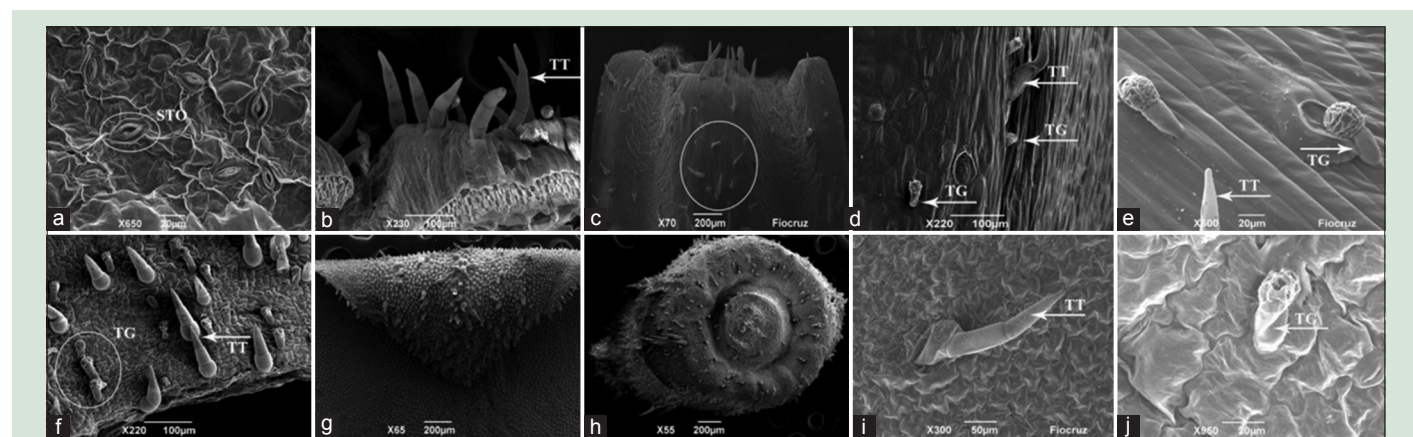 STO
a
X650 20µm
TT
b
X230 100µm
c
X70 200µm Fiocruz
TT
TG
TG
d
X220 100µm
TG
TT
e
X600 20µm Fiocruz
TG
TT
f
X220 100µm
g
X65 200µm
h
X55 200µm
TT
i
X300 50µm Fiocruz
TG
j
X950 20µm